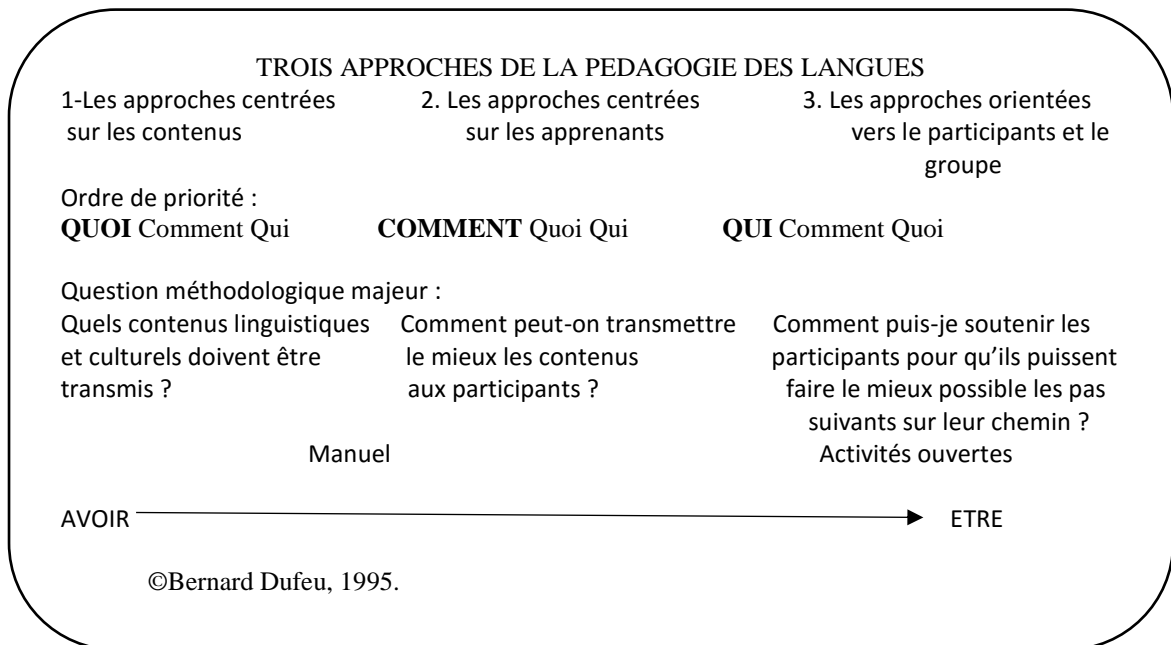 TROIS APPROCHES DE LA PEDAGOGIE DES LANGUES
1-Les approches centrées 2. Les approches centrées 3. Les approches orientées
sur les contenus sur les apprenants vers le participants et le
groupe
Ordre de priorité :
QUOI Comment Qui COMMENT Quoi Qui QUI Comment Quoi
Question méthodologique majeur :
Quels contenus linguistiques Comment peut-on transmettre Comment puis-je soutenir les
et culturels doivent être le mieux les contenus participants pour qu’ils puissent
transmis ? aux participants ? faire le mieux possible les pas
suivants sur leur chemin ?
Manuel Activités ouvertes
AVOIR ETRE
©Bernard Dufeu, 1995.